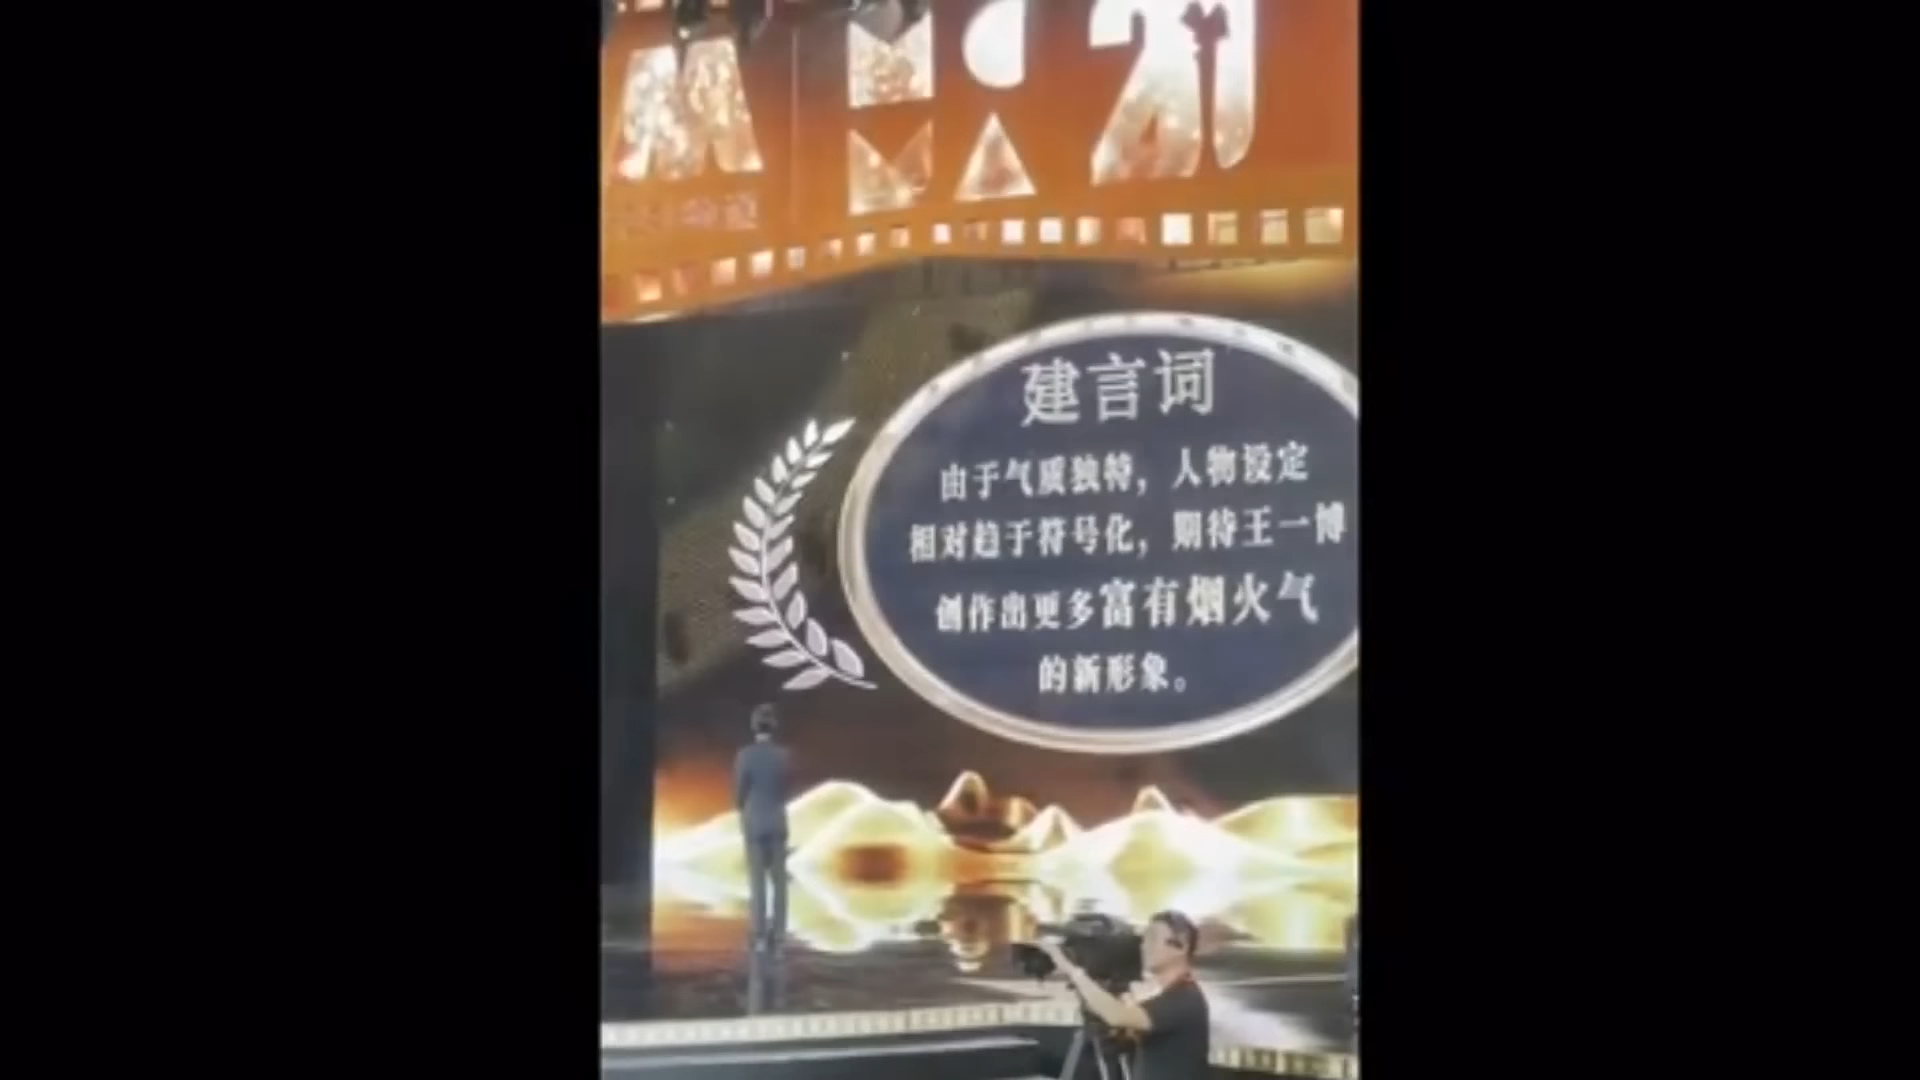 21
建言词
由于气质独特，人物设定
相对趋于符号化，期待王一博
创作出更多富有烟火气
的新形象。